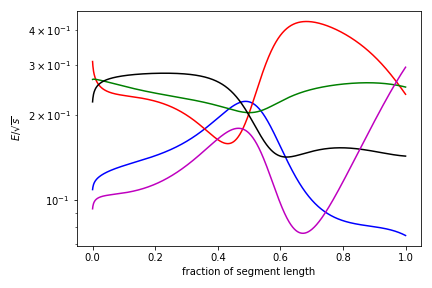 4 × 10⁻¹
3 × 10⁻¹
2 × 10⁻¹
10⁻¹
E/√s
0.0 0.2 0.4 0.6 0.8 1.0
fraction of segment length